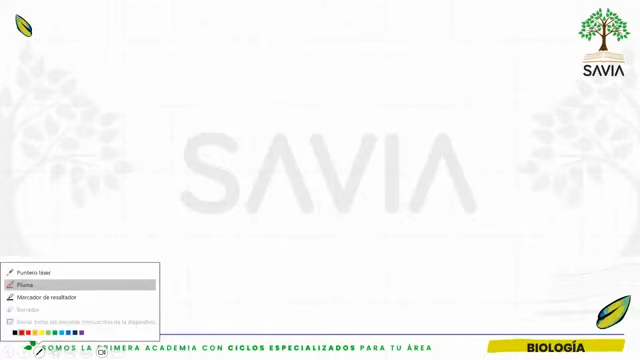 SAVIA
SAVIA
Puntero láser
Pluma
Marcador de resaltador
Borrador
SOMOS LA PRIMERA ACADEMIA CON CICLOS ESPECIALIZADOS PARA TU ÁREA
BIOLOGÍA